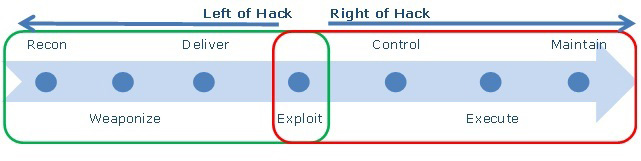 Left of Hack Right of Hack
Recon Deliver Control Maintain
Weaponize Exploit Execute